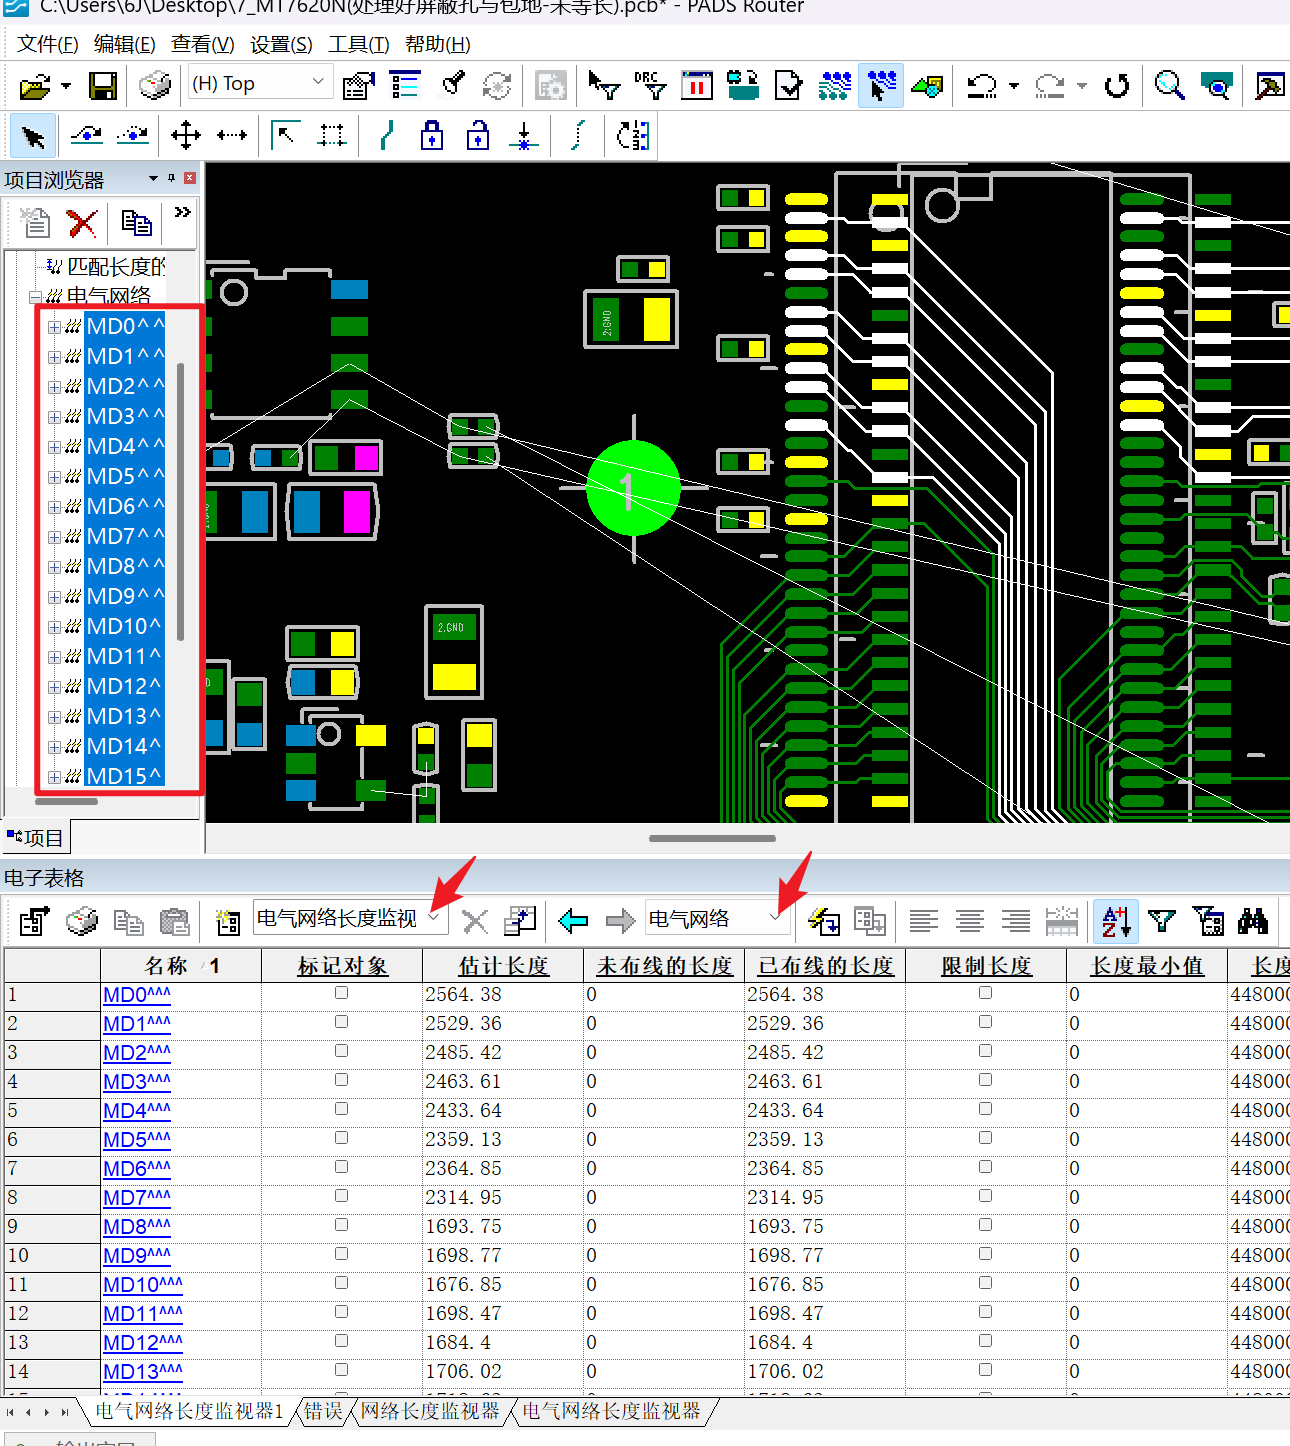 C:\Users\6J\Desktop\7_MT7620N(处理好屏蔽孔与包地-未等长).pcb* - PADS Router
文件(F) 编辑(E) 查看(V) 设置(S) 工具(T) 帮助(H)
(H) Top
DRC
项目浏览器
匹配长度的
电气网络
MD0^^
MD1^^
MD2^^
MD3^^
MD4^^
MD5^^
MD6^^
MD7^^
MD8^^
MD9^^
MD10^
MD11^
MD12^
MD13^
MD14^
MD15^
项目
2:GND
1
2.GND
电子表格
电气网络长度监视
电气网络
名称 1 标记对象 估计长度 未布线的长度 已布线的长度 限制长度 长度最小值 长度
1 MD0^^^ 2564.38 0 2564.38 0 448000
2 MD1^^^ 2529.36 0 2529.36 0 448000
3 MD2^^^ 2485.42 0 2485.42 0 448000
4 MD3^^^ 2463.61 0 2463.61 0 448000
5 MD4^^^ 2433.64 0 2433.64 0 448000
6 MD5^^^ 2359.13 0 2359.13 0 448000
7 MD6^^^ 2364.85 0 2364.85 0 448000
8 MD7^^^ 2314.95 0 2314.95 0 448000
9 MD8^^^ 1693.75 0 1693.75 0 448000
10 MD9^^^ 1698.77 0 1698.77 0 448000
11 MD10^^^ 1676.85 0 1676.85 0 448000
12 MD11^^^ 1698.47 0 1698.47 0 448000
13 MD12^^^ 1684.4 0 1684.4 0 448000
14 MD13^^^ 1706.02 0 1706.02 0 448000
电气网络长度监视器1 错误 网络长度监视器 电气网络长度监视器